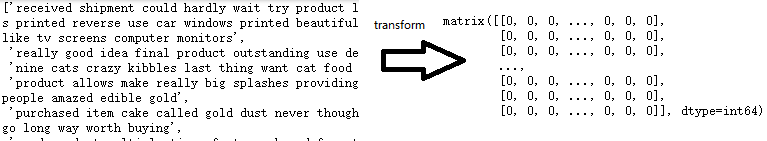 ['received shipment could hardly wait try product l
s printed reverse use car windows printed beautiful
like tv screens computer monitors',
'really good idea final product outstanding use de
'nine cats crazy kibbles last thing want cat food
'product allows make really big splashes providing
people amazed edible gold',
'purchased item cake called gold dust never though
go long way worth buying',
transform
matrix([[0, 0, 0, ..., 0, 0, 0],
[0, 0, 0, ..., 0, 0, 0],
[0, 0, 0, ..., 0, 0, 0],
...,
[0, 0, 0, ..., 0, 0, 0],
[0, 0, 0, ..., 0, 0, 0],
[0, 0, 0, ..., 0, 0, 0]], dtype=int64)